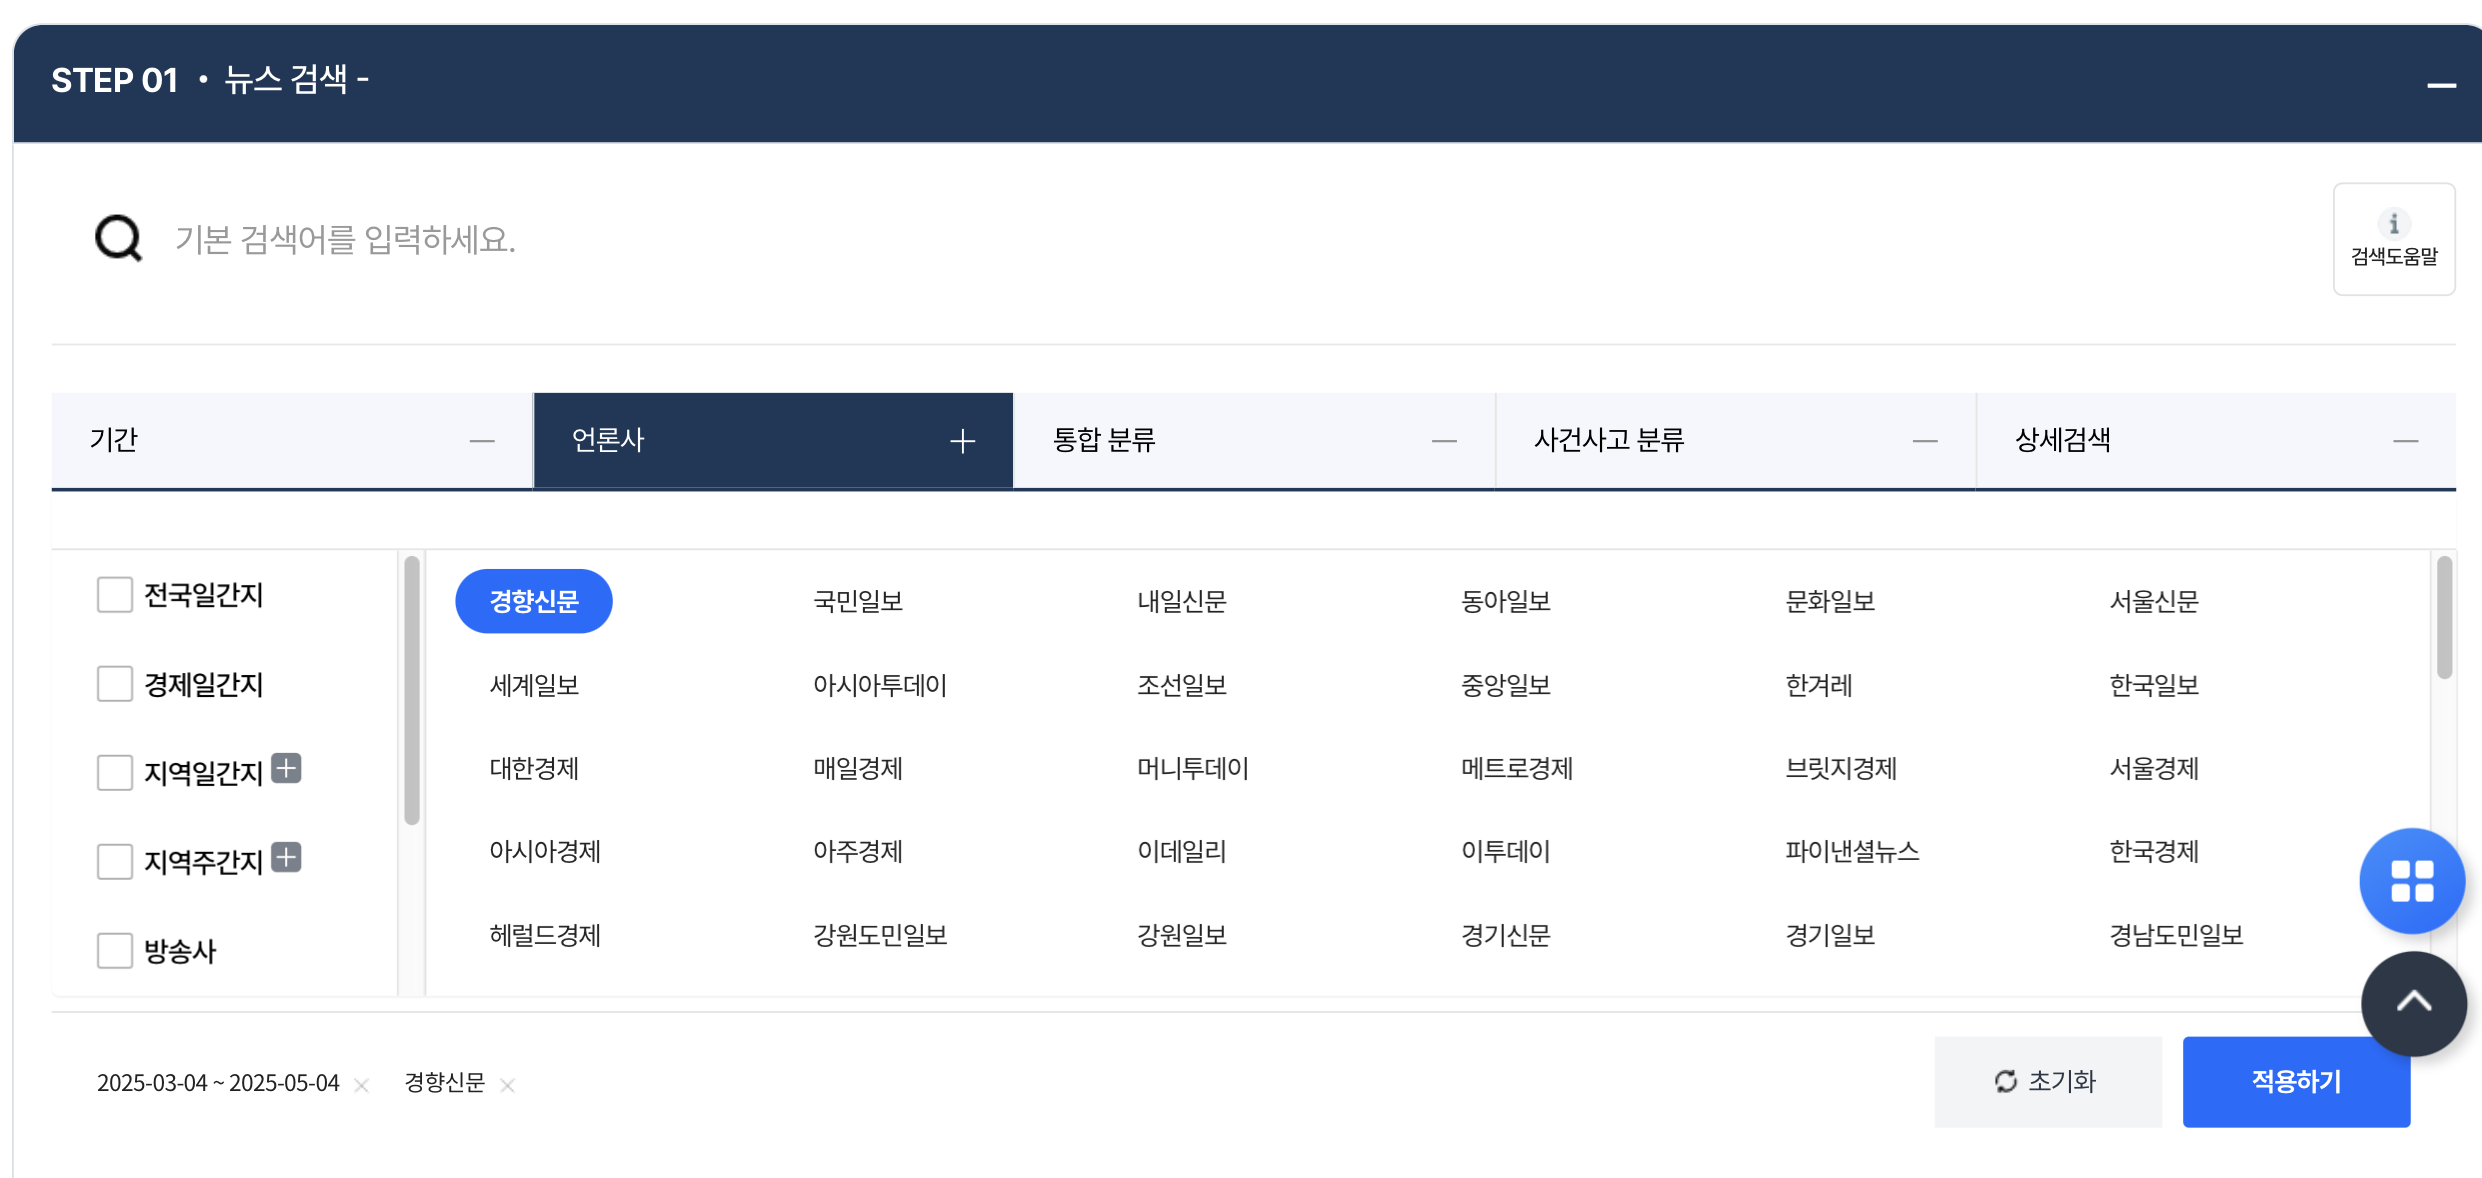 STEP 01 • 뉴스 검색 -
기본 검색어를 입력하세요.
i
검색도움말
기간 — 언론사 + 통합 분류 — 사건사고 분류 — 상세검색 —
전국일간지
경제일간지
지역일간지 +
지역주간지 +
방송사
경향신문 국민일보 내일신문 동아일보 문화일보 서울신문
세계일보 아시아투데이 조선일보 중앙일보 한겨레 한국일보
대한경제 매일경제 머니투데이 메트로경제 브릿지경제 서울경제
아시아경제 아주경제 이데일리 이투데이 파이낸셜뉴스 한국경제
헤럴드경제 강원도민일보 강원일보 경기신문 경기일보 경남도민일보
2025-03-04 ~ 2025-05-04 × 경향신문 × 초기화 적용하기